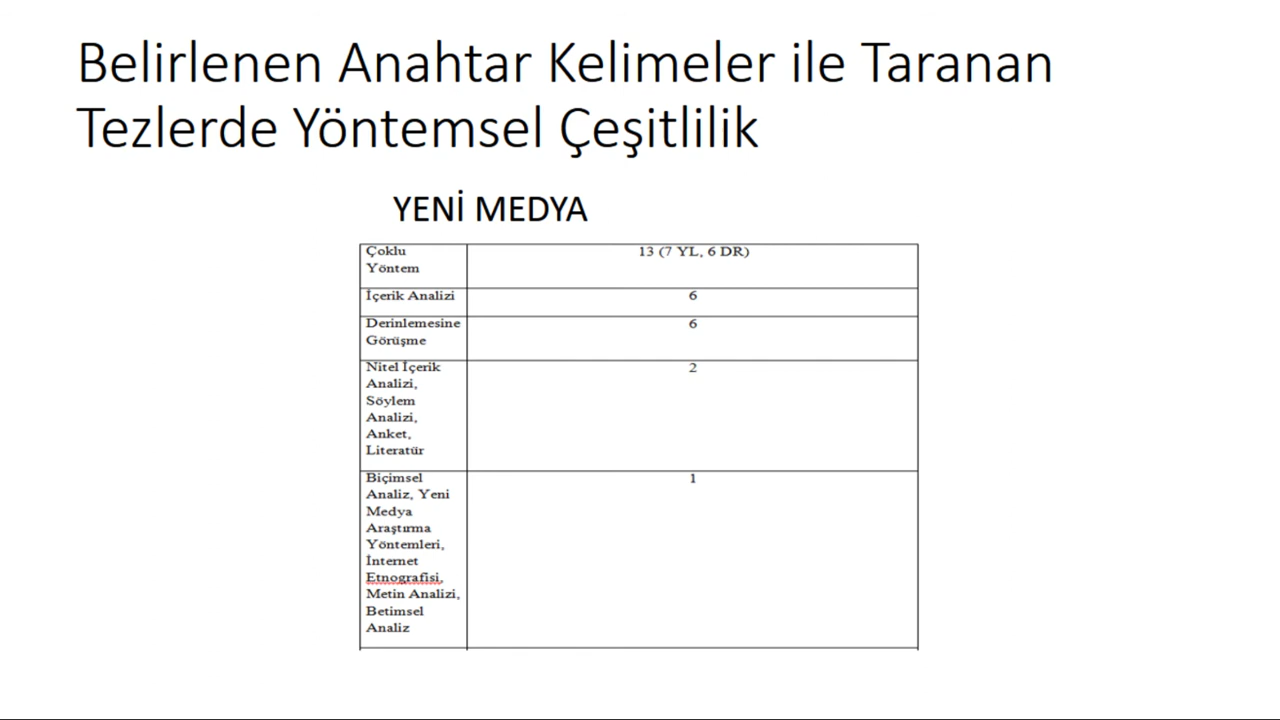 Belirlenen Anahtar Kelimeler ile Taranan
Tezlerde Yöntemsel Çeşitlilik
YENİ MEDYA
Çoklu
Yöntem
13 (7 YL, 6 DR)
İçerik Analizi
6
Derinlemesine
Görüşme
6
Nitel İçerik
Analizi,
Söylem
Analizi,
Anket,
Literatür
2
Biçimsel
Analiz, Yeni
Medya
Araştırma
Yöntemleri,
İnternet
Etnografisi,
Metin Analizi,
Betimsel
Analiz
1